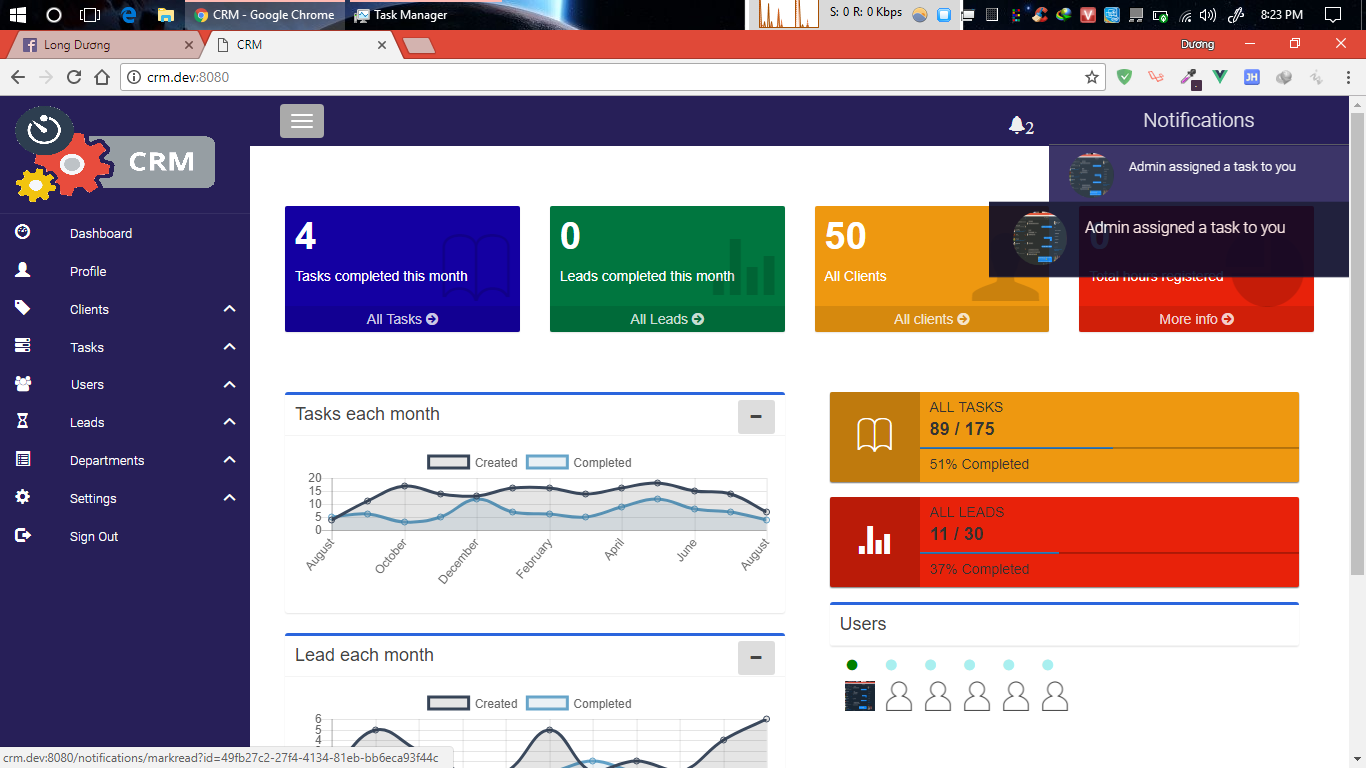 CRM - Google Chrome
Task Manager
S: 0 R: 0 Kbps
8:23 PM
Long Dương
CRM
Dương
crm.dev:8080
JH
CRM
2
Notifications
Admin assigned a task to you
Admin assigned a task to you
Dashboard
Profile
Clients
Tasks
Users
Leads
Departments
Settings
Sign Out
4
Tasks completed this month
All Tasks
0
Leads completed this month
All Leads
50
All Clients
All clients
0
Total hours registered
More info
Tasks each month
Created
Completed
20
15
10
5
0
August
October
December
February
April
June
August
ALL TASKS
89 / 175
51% Completed
ALL LEADS
11 / 30
37% Completed
Users
Lead each month
Created
Completed
6
5
4
3
crm.dev:8080/notifications/markread?id=49fb27c2-27f4-4134-81eb-bb6eca93f44c